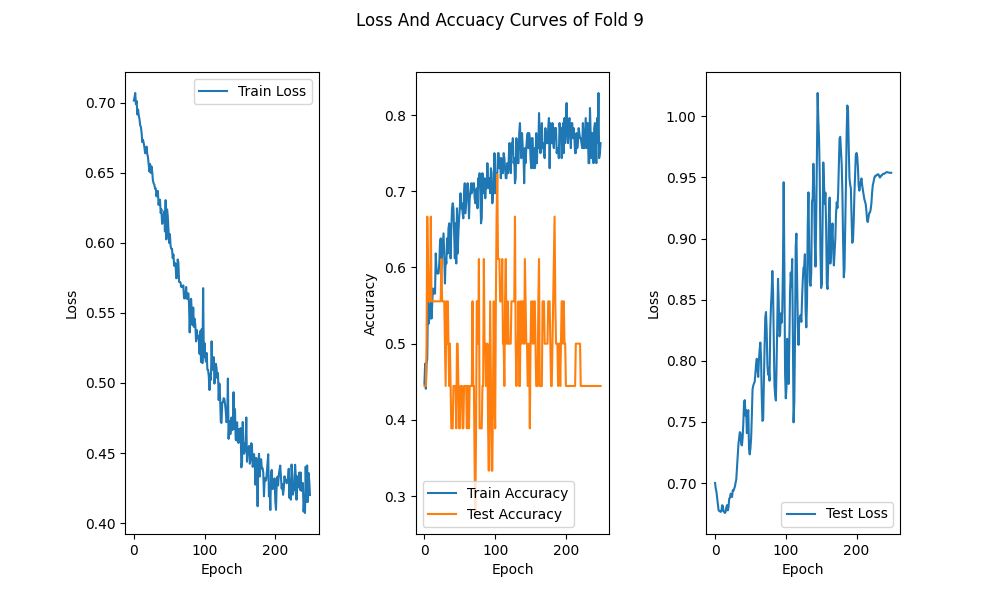 Loss And Accuacy Curves of Fold 9
Loss
0.70
0.65
0.60
0.55
0.50
0.45
0.40
0
100
200
Epoch
Train Loss
Accuracy
0.8
0.7
0.6
0.5
0.4
0.3
0
100
200
Epoch
Train Accuracy
Test Accuracy
Loss
1.00
0.95
0.90
0.85
0.80
0.75
0.70
0
100
200
Epoch
Test Loss